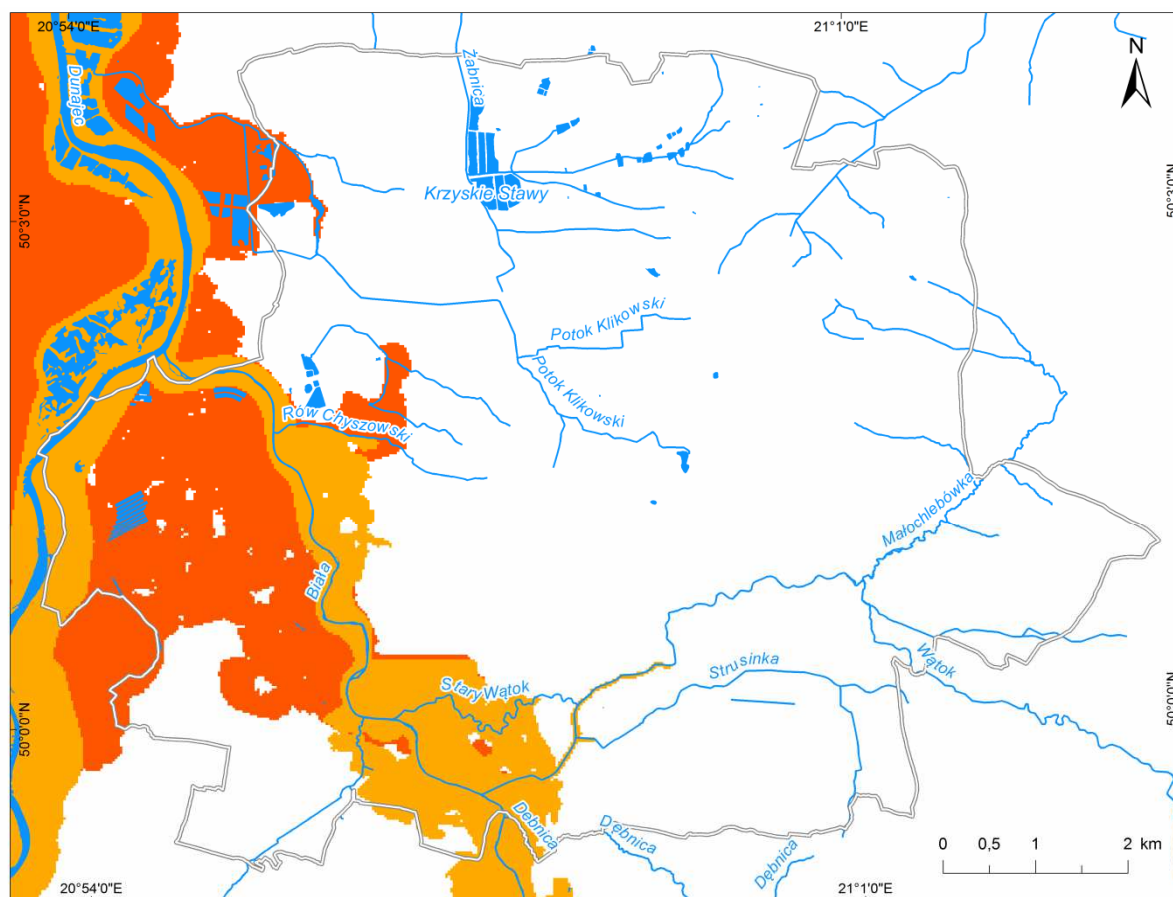 20°54'0"E
21°1'0"E
N
Dunajec
Żabnica
Krzyskie Stawy
50°3'0"N
50°3'0"N
Potok Klikowski
Potok Klikowski
Rów Chyszowski
Małochlebówka
Biała
Wątok
Strusinka
Stary Wątok
50°0'0"N
50°0'0"N
Dębnica
Dębnica
Dębnica
0 0,5 1 2 km
20°54'0"E
21°1'0"E